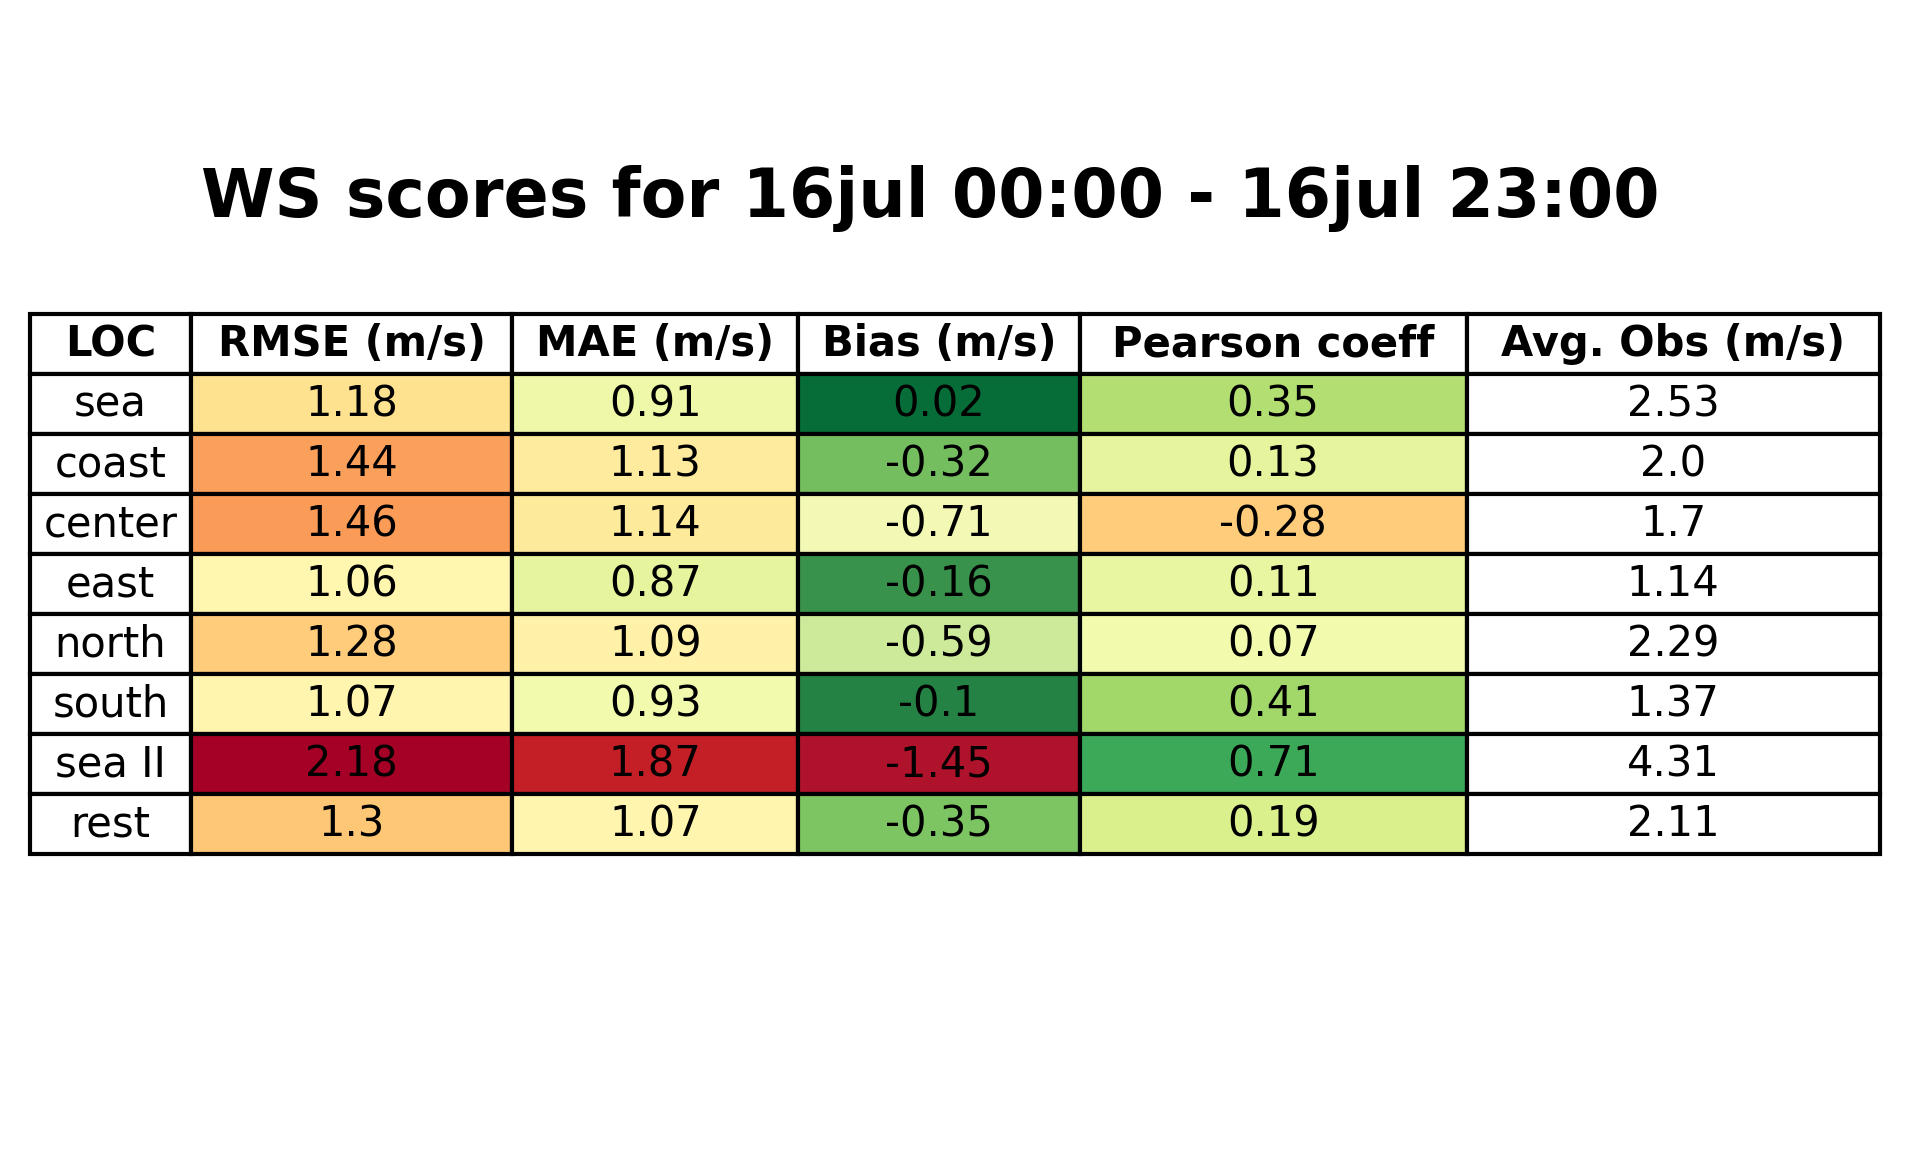 WS scores for 16jul 00:00 - 16jul 23:00
LOC RMSE (m/s) MAE (m/s) Bias (m/s) Pearson coeff Avg. Obs (m/s)
sea 1.18 0.91 0.02 0.35 2.53
coast 1.44 1.13 -0.32 0.13 2.0
center 1.46 1.14 -0.71 -0.28 1.7
east 1.06 0.87 -0.16 0.11 1.14
north 1.28 1.09 -0.59 0.07 2.29
south 1.07 0.93 -0.1 0.41 1.37
sea II 2.18 1.87 -1.45 0.71 4.31
rest 1.3 1.07 -0.35 0.19 2.11